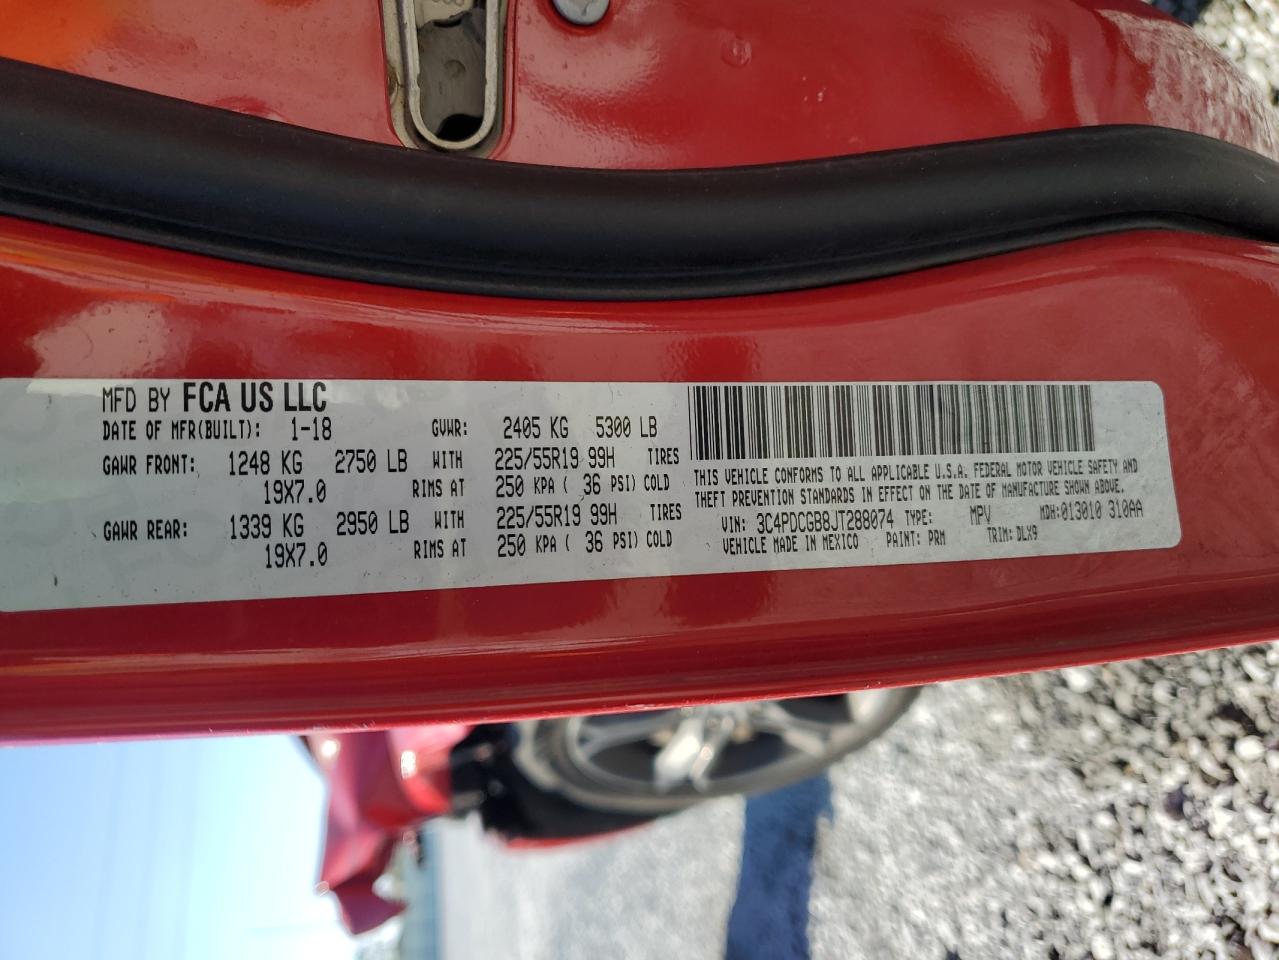 MFD BY FCA US LLC
DATE OF MFR(BUILT): 1-18 GVWR: 2405 KG 5300 LB
GAWR FRONT: 1248 KG 2750 LB WITH 225/55R19 99H TIRES
19X7.0 RIMS AT 250 KPA ( 36 PSI) COLD
GAWR REAR: 1339 KG 2950 LB WITH 225/55R19 99H TIRES
19X7.0 RIMS AT 250 KPA ( 36 PSI) COLD
THIS VEHICLE CONFORMS TO ALL APPLICABLE U.S.A. FEDERAL MOTOR VEHICLE SAFETY AND
THEFT PREVENTION STANDARDS IN EFFECT ON THE DATE OF MANUFACTURE SHOWN ABOVE.
VIN: 3C4PDCGB8JT288074 TYPE: MPV MDH:013010 310AA
VEHICLE MADE IN MEXICO PAINT: PRM TRIM: DLX9